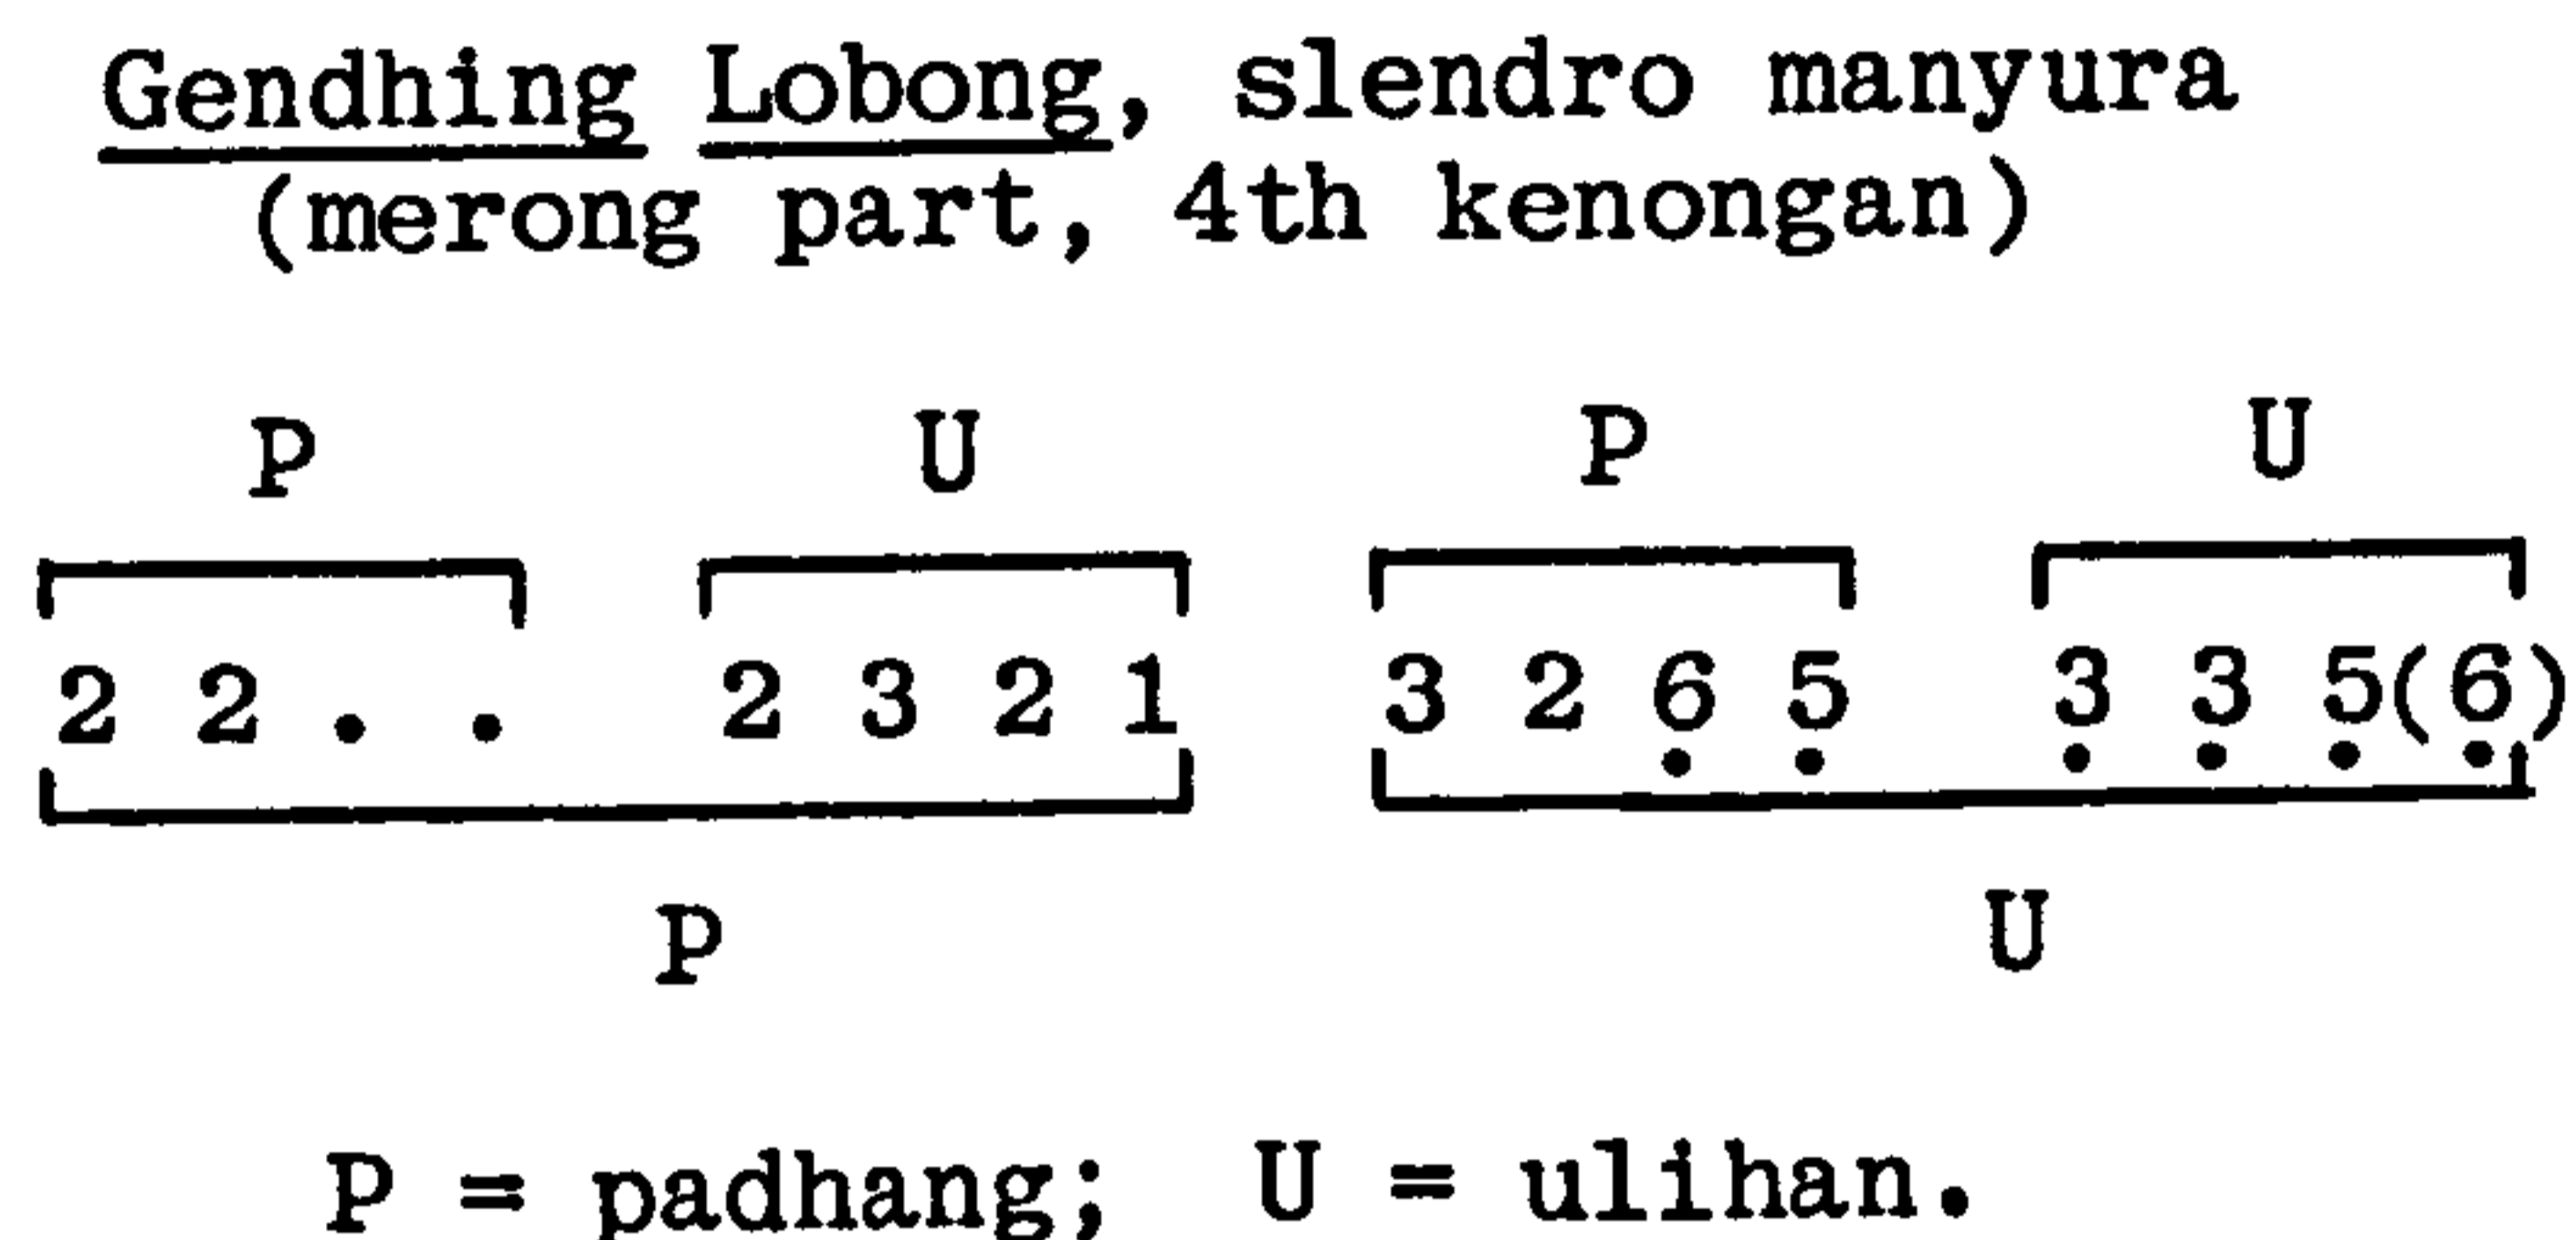 Gendhing Lobong, slendro manyura
(merong part, 4th kenongan)
P U P U
2 2 . . 2 3 2 1 3 2 6̣ 5̣ 3̣ 3̣ 5̣(6̣)
P U
P = padhang; U = ulihan.